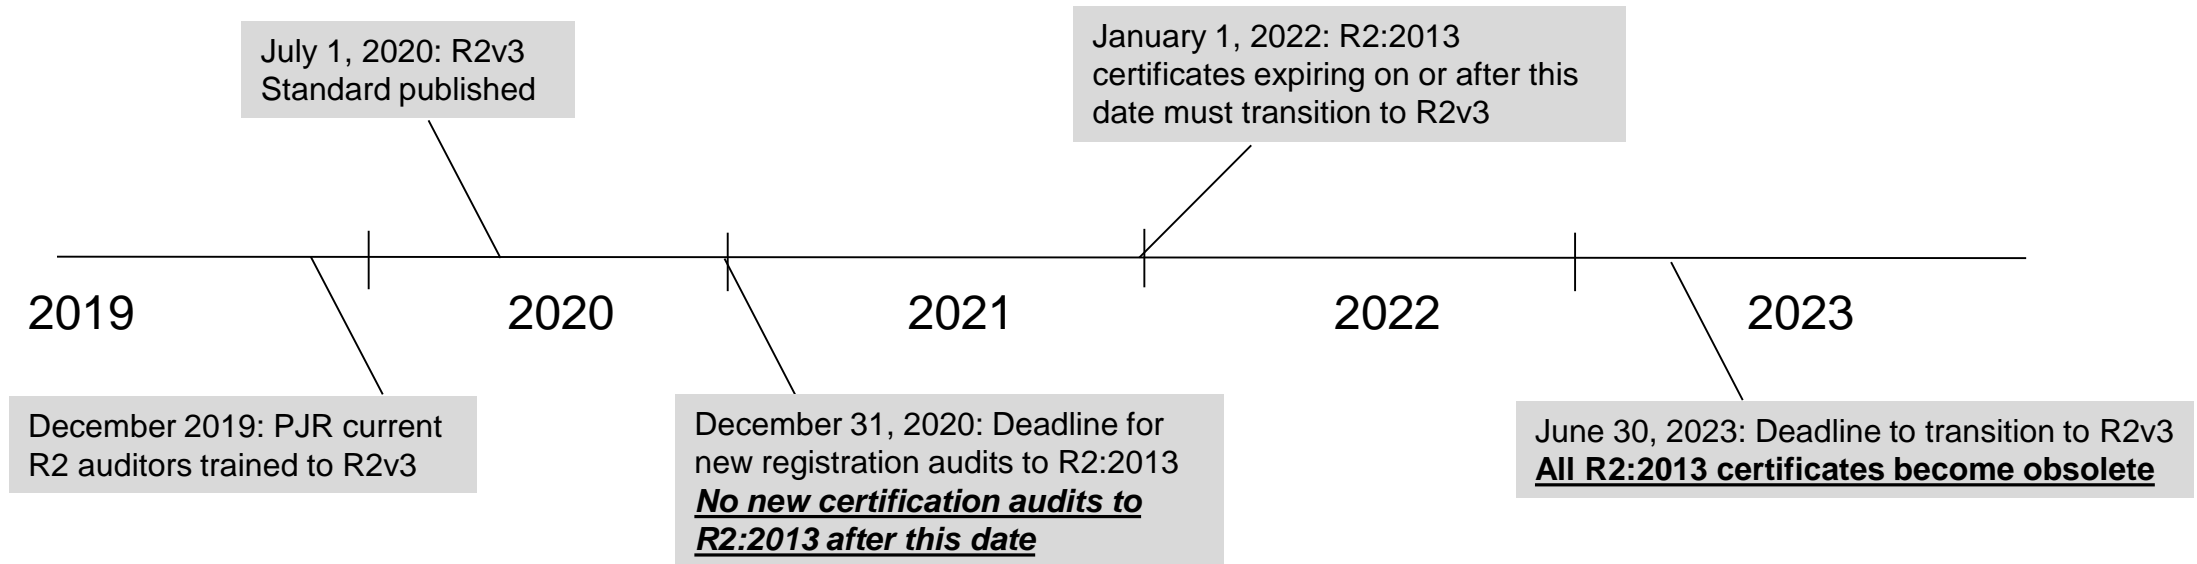 July 1, 2020: R2v3
Standard published
January 1, 2022: R2:2013
certificates expiring on or after this
date must transition to R2v3
2019
2020
2021
2022
2023
December 2019: PJR current
R2 auditors trained to R2v3
December 31, 2020: Deadline for
new registration audits to R2:2013
No new certification audits to
R2:2013 after this date
June 30, 2023: Deadline to transition to R2v3
All R2:2013 certificates become obsolete